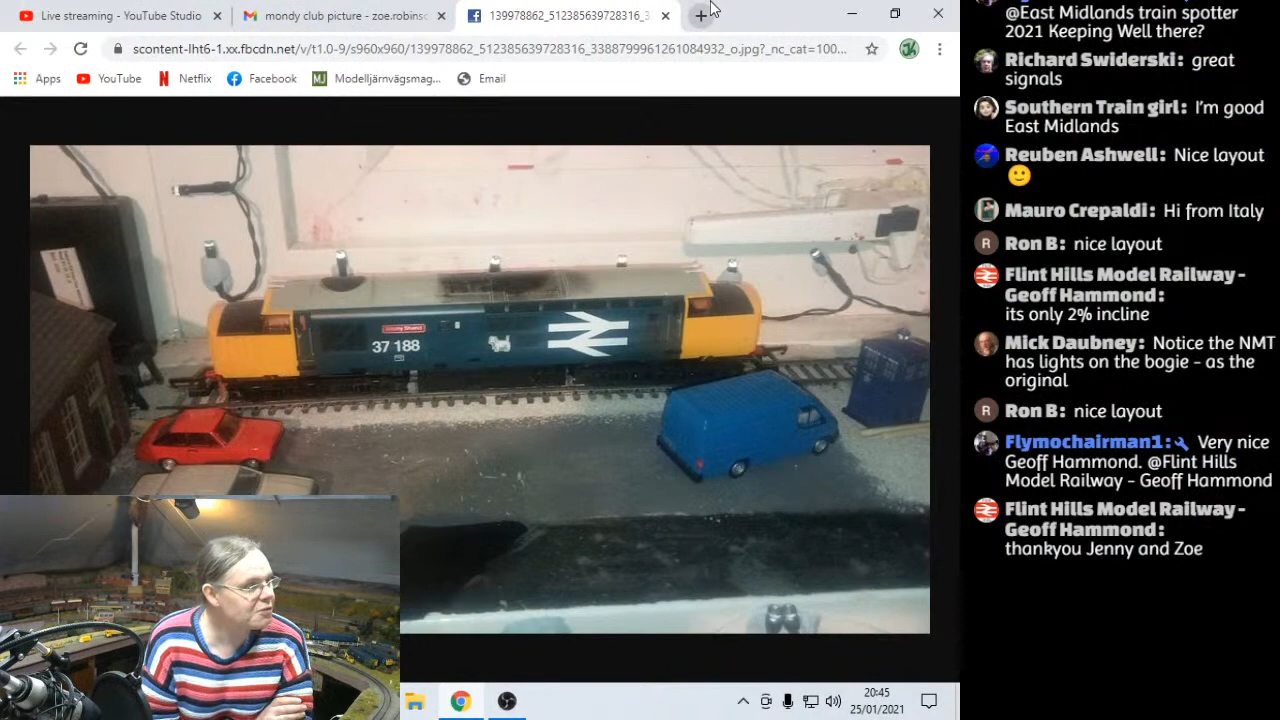 Live streaming - YouTube Studio
mondy club picture - zoe.robinso
139978862_512385639728316_3
scontent-lht6-1.xx.fbcdn.net/v/t1.0-9/s960x960/139978862_512385639728316_3388799961261084932_o.jpg?_nc_cat=100...
Apps YouTube Netflix Facebook Modelljärnvägsmag... Email
37 188
20:45
25/01/2021
@East Midlands train spotter
2021 Keeping Well there?
Richard Swiderski: great
signals
Southern Train girl: I'm good
East Midlands
Reuben Ashwell: Nice layout
🙂
Mauro Crepaldi: Hi from Italy
R Ron B: nice layout
Flint Hills Model Railway -
Geoff Hammond:
its only 2% incline
Mick Daubney: Notice the NMT
has lights on the bogie - as the
original
R Ron B: nice layout
Flymochairman1: Very nice
Geoff Hammond. @Flint Hills
Model Railway - Geoff Hammond
Flint Hills Model Railway -
Geoff Hammond:
thankyou Jenny and Zoe